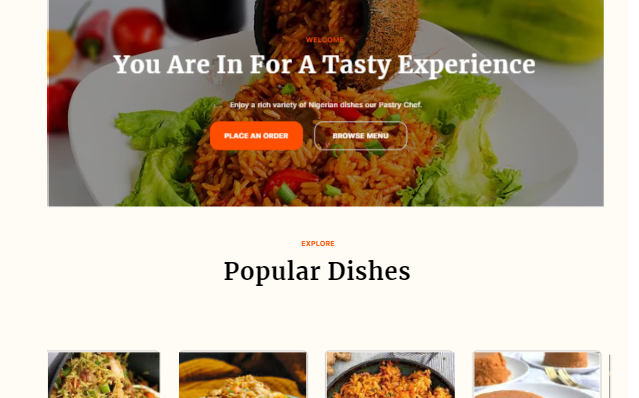 WELCOME
You Are In For A Tasty Experience
Enjoy a rich variety of Nigerian dishes our Pastry Chef.
PLACE AN ORDER
BROWSE MENU
EXPLORE
Popular Dishes